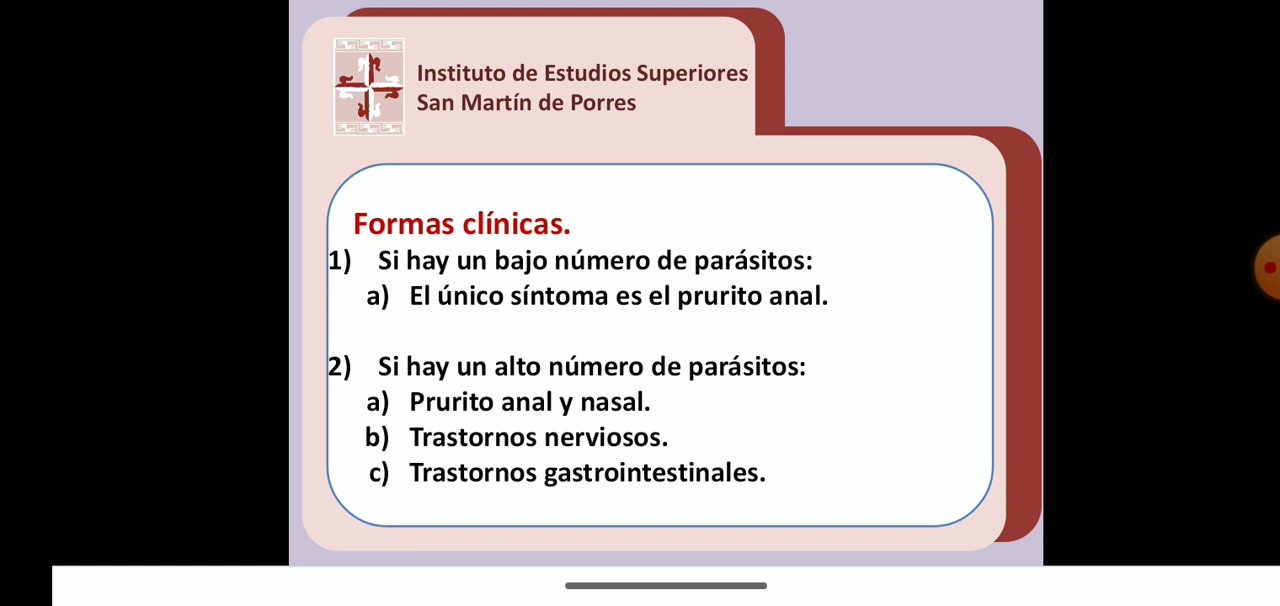 Instituto de Estudios Superiores
San Martín de Porres
Formas clínicas.
1) Si hay un bajo número de parásitos:
a) El único síntoma es el prurito anal.
2) Si hay un alto número de parásitos:
a) Prurito anal y nasal.
b) Trastornos nerviosos.
c) Trastornos gastrointestinales.